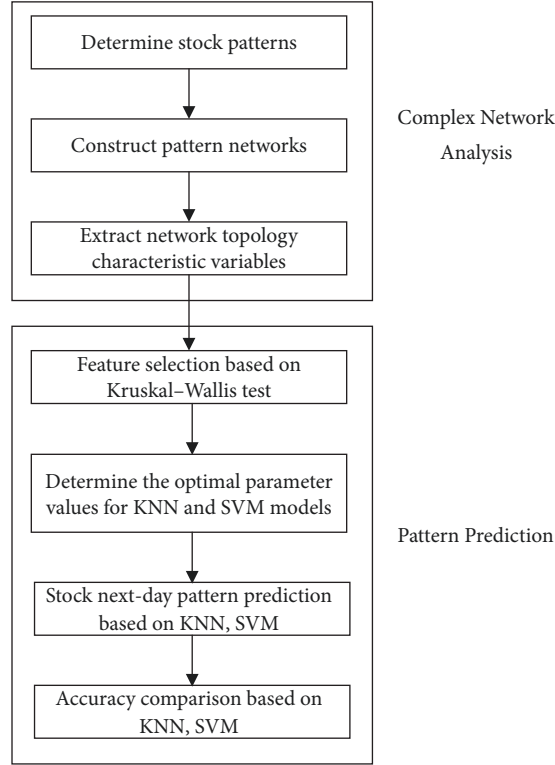 Determine stock patterns
Construct pattern networks
Extract network topology
characteristic variables
Complex Network
Analysis
Feature selection based on
Kruskal–Wallis test
Determine the optimal parameter
values for KNN and SVM models
Stock next-day pattern prediction
based on KNN, SVM
Accuracy comparison based on
KNN, SVM
Pattern Prediction